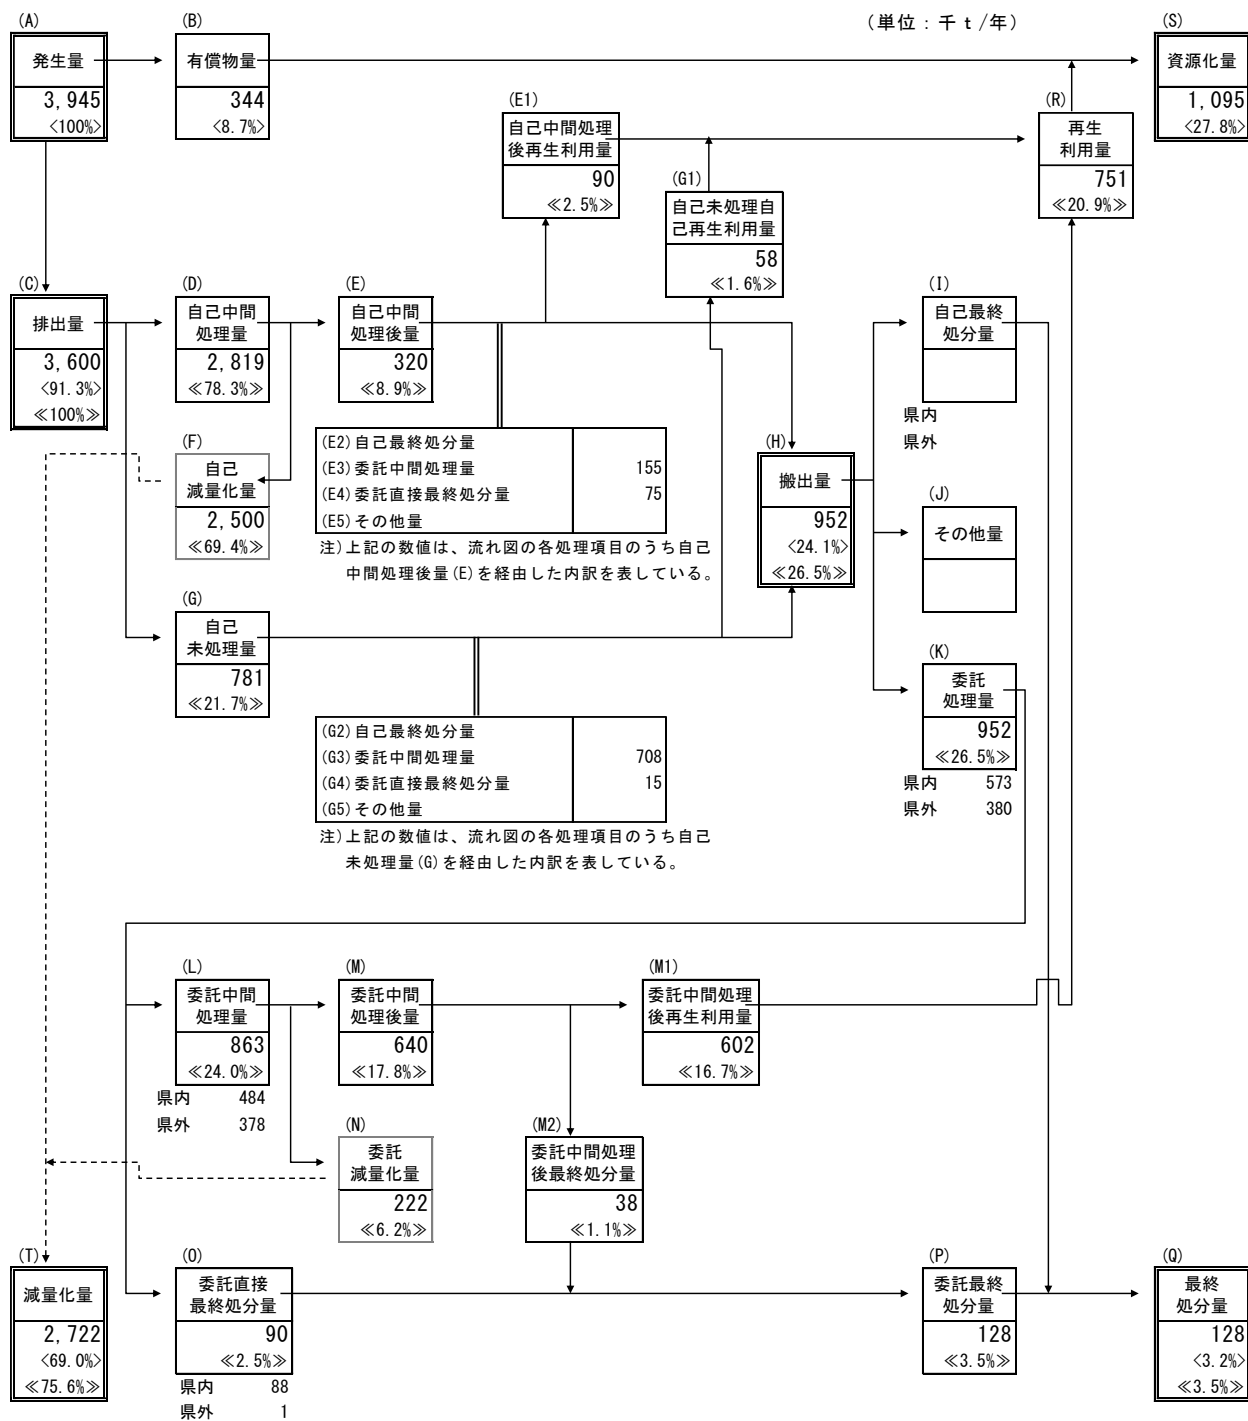 (単位：千ｔ/年)
(A)
発生量
3,945
<100%>
(B)
有償物量
344
<8.7%>
(S)
資源化量
1,095
<27.8%>
(E1)
自己中間処理
後再生利用量
90
≪2.5%≫
(G1)
自己未処理自
己再生利用量
58
≪1.6%≫
(R)
再生
利用量
751
≪20.9%≫
(C)
排出量
3,600
<91.3%>
≪100%≫
(D)
自己中間
処理量
2,819
≪78.3%≫
(E)
自己中間
処理後量
320
≪8.9%≫
(I)
自己最終
処分量
県内
県外
(F)
自己
減量化量
2,500
≪69.4%≫
(E2)自己最終処分量
(E3)委託中間処理量 155
(E4)委託直接最終処分量 75
(E5)その他量
注)上記の数値は、流れ図の各処理項目のうち自己
中間処理後量(E)を経由した内訳を表している。
(H)
搬出量
952
<24.1%>
≪26.5%≫
(J)
その他量
(G)
自己
未処理量
781
≪21.7%≫
(G2)自己最終処分量
(G3)委託中間処理量 708
(G4)委託直接最終処分量 15
(G5)その他量
注)上記の数値は、流れ図の各処理項目のうち自己
未処理量(G)を経由した内訳を表している。
(K)
委託
処理量
952
≪26.5%≫
県内 573
県外 380
(L)
委託中間
処理量
863
≪24.0%≫
県内 484
県外 378
(M)
委託中間
処理後量
640
≪17.8%≫
(M1)
委託中間処理
後再生利用量
602
≪16.7%≫
(N)
委託
減量化量
222
≪6.2%≫
(M2)
委託中間処理
後最終処分量
38
≪1.1%≫
(T)
減量化量
2,722
<69.0%>
≪75.6%≫
(O)
委託直接
最終処分量
90
≪2.5%≫
県内 88
県外 1
(P)
委託最終
処分量
128
≪3.5%≫
(Q)
最終
処分量
128
<3.2%>
≪3.5%≫